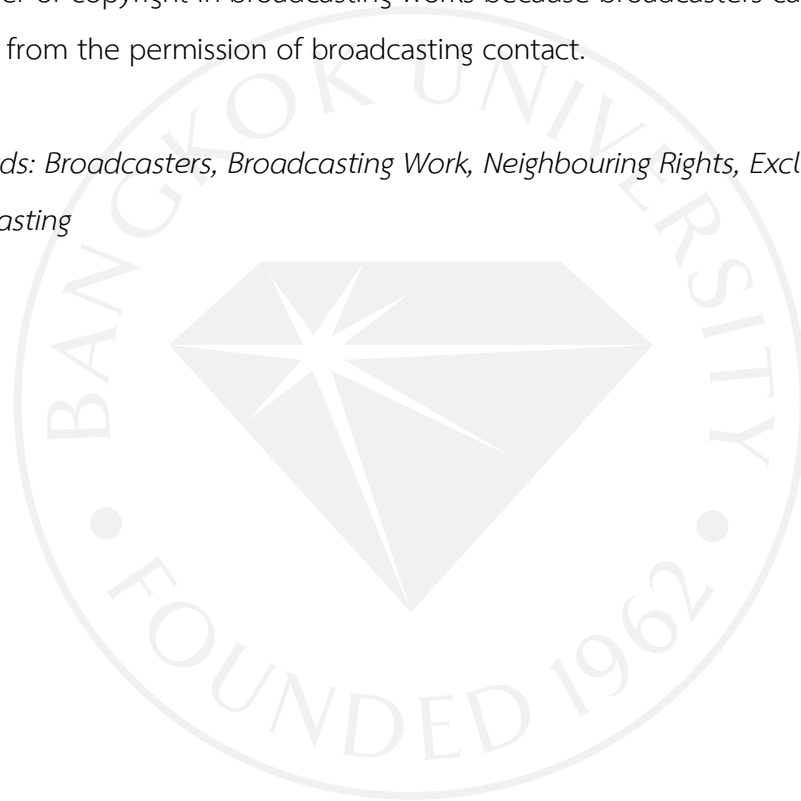 er of copyright in broadcasting works because broadcasters ca
from the permission of broadcasting contact.
ds: Broadcasters, Broadcasting Work, Neighbouring Rights, Excl
asting
BANGKOK UNIVERSITY
FOUNDED 1962